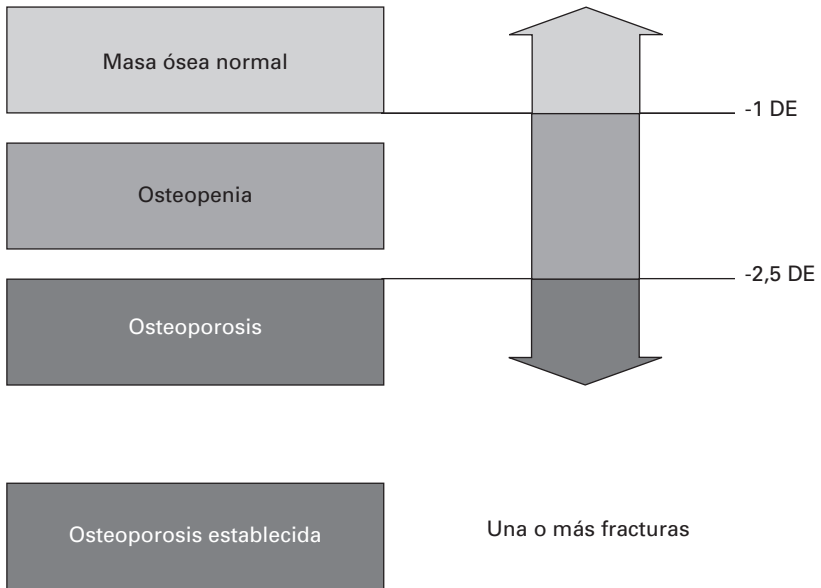 Masa ósea normal
-1 DE
Osteopenia
-2,5 DE
Osteoporosis
Osteoporosis establecida
Una o más fracturas